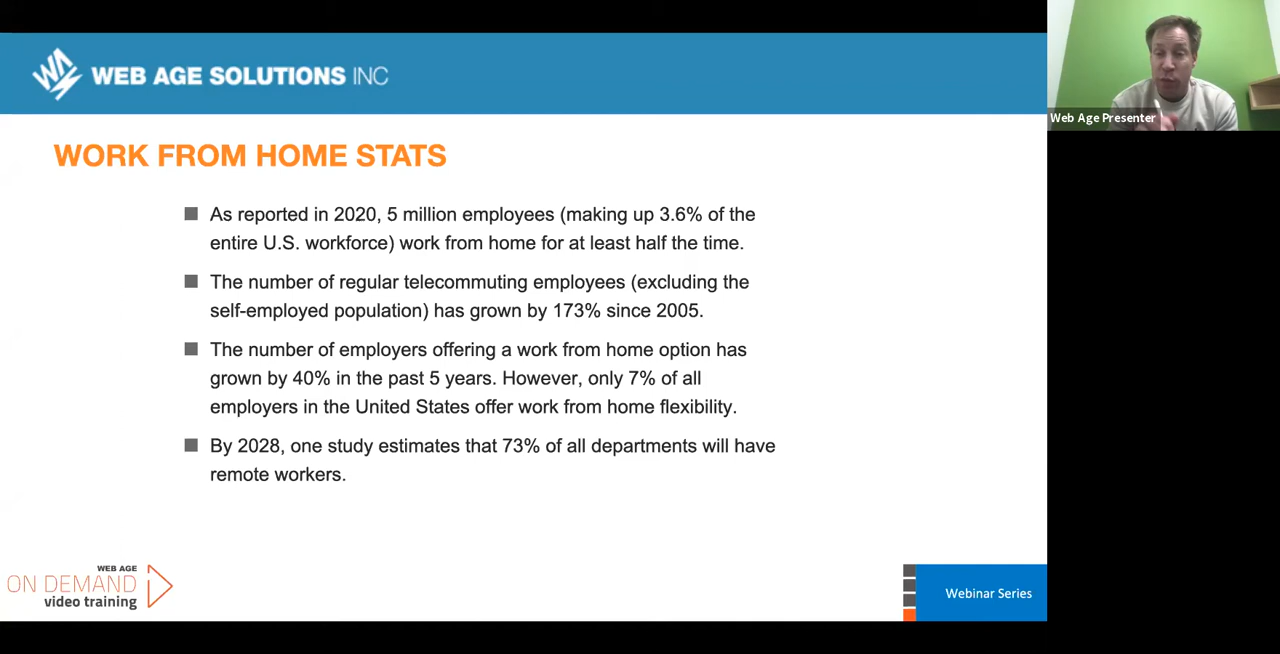 WEB AGE SOLUTIONS INC
Web Age Presenter
WORK FROM HOME STATS
As reported in 2020, 5 million employees (making up 3.6% of the
entire U.S. workforce) work from home for at least half the time.
The number of regular telecommuting employees (excluding the
self-employed population) has grown by 173% since 2005.
The number of employers offering a work from home option has
grown by 40% in the past 5 years. However, only 7% of all
employers in the United States offer work from home flexibility.
By 2028, one study estimates that 73% of all departments will have
remote workers.
WEB AGE
ON DEMAND
video training
Webinar Series